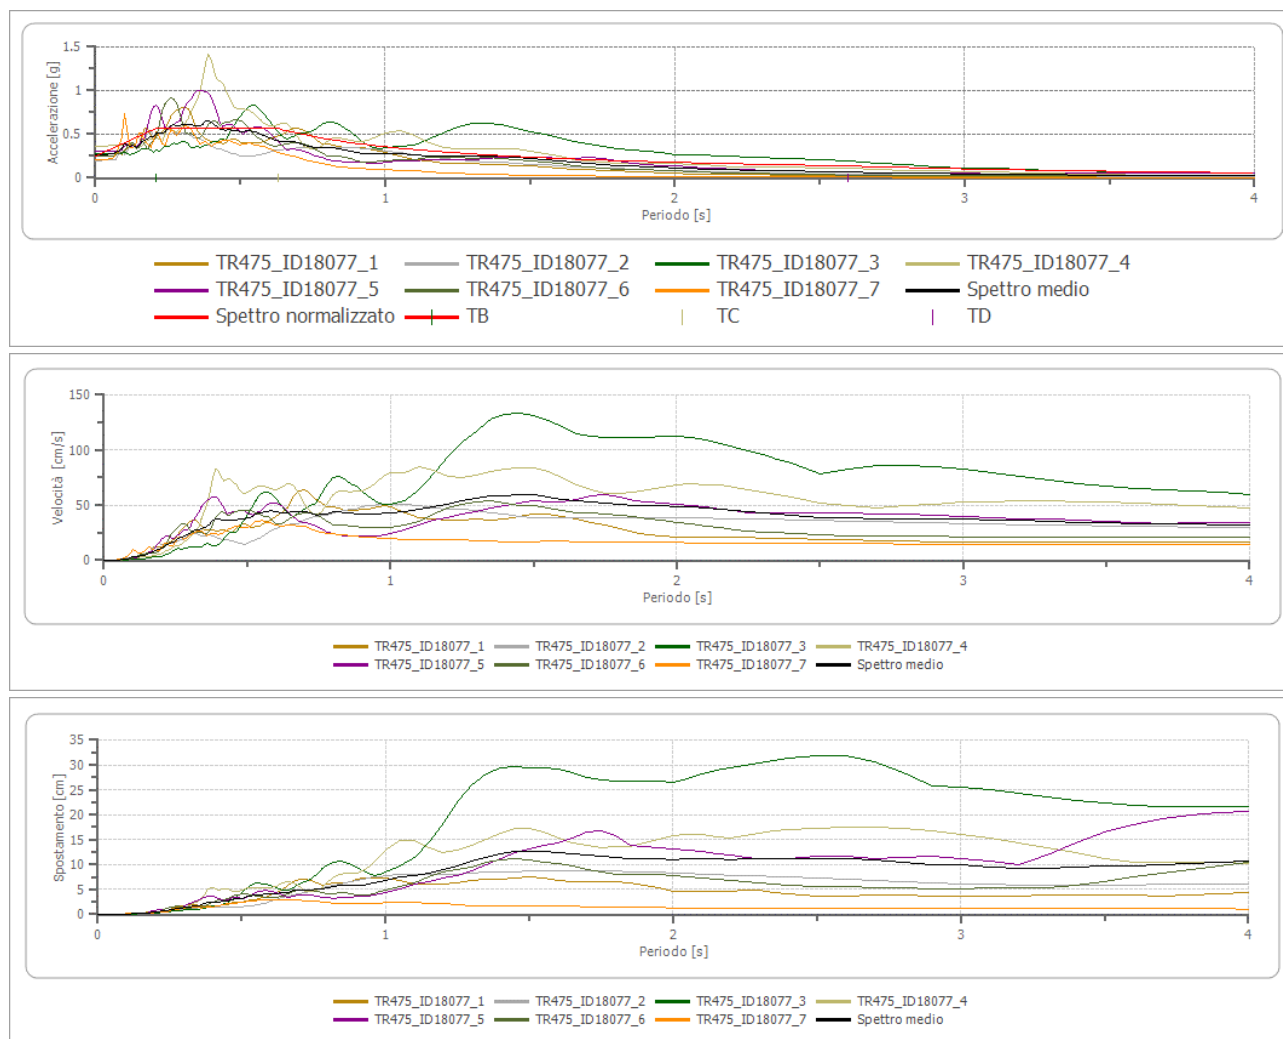 1.5
1
0.5
0
Accelerazione [g]
0 1 2 3 4
Periodo [s]
TR475_ID18077_1 TR475_ID18077_2 TR475_ID18077_3 TR475_ID18077_4
TR475_ID18077_5 TR475_ID18077_6 TR475_ID18077_7 Spettro medio
Spettro normalizzato TB TC TD
150
100
50
0
Velocità [cm/s]
0 1 2 3 4
Periodo [s]
TR475_ID18077_1 TR475_ID18077_2 TR475_ID18077_3 TR475_ID18077_4
TR475_ID18077_5 TR475_ID18077_6 TR475_ID18077_7 Spettro medio
35
30
25
20
15
10
5
0
Spostamento [cm]
0 1 2 3 4
Periodo [s]
TR475_ID18077_1 TR475_ID18077_2 TR475_ID18077_3 TR475_ID18077_4
TR475_ID18077_5 TR475_ID18077_6 TR475_ID18077_7 Spettro medio